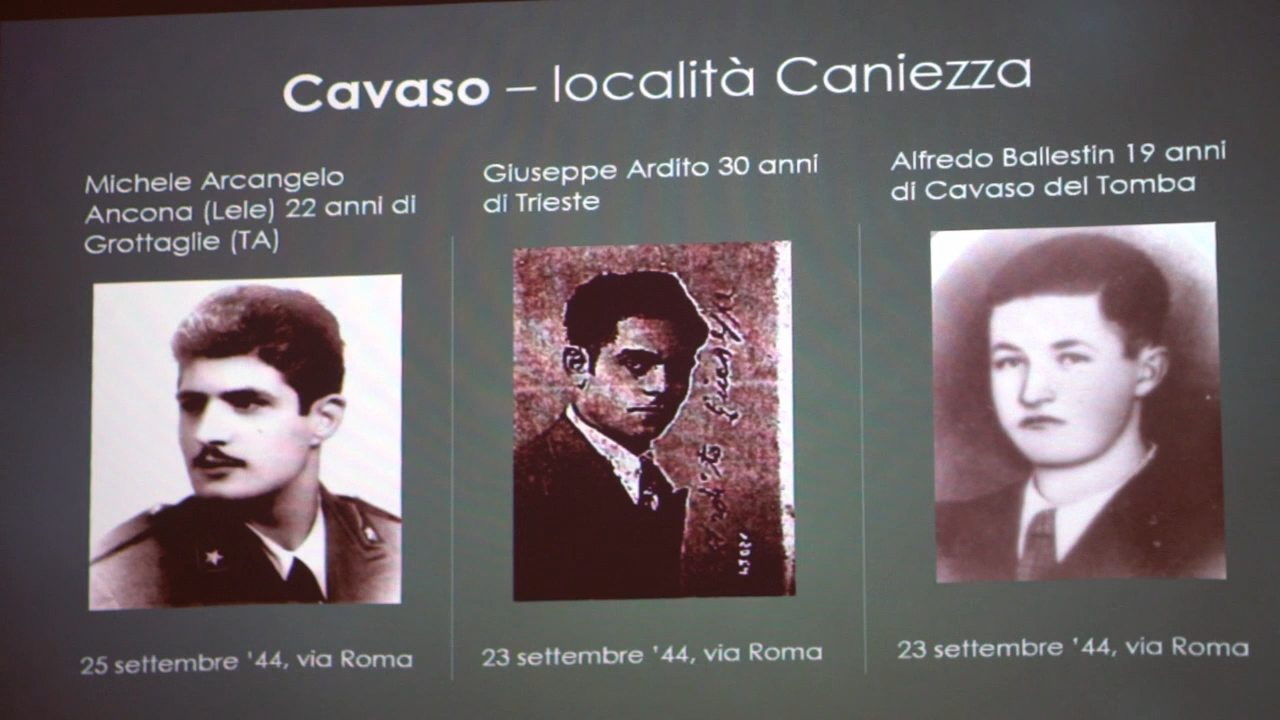 Cavaso – località Caniezza
Michele Arcangelo
Ancona (Lele) 22 anni di
Grottaglie (TA)
Giuseppe Ardito 30 anni
di Trieste
Alfredo Ballestin 19 anni
di Cavaso del Tomba
25 settembre '44, via Roma
23 settembre '44, via Roma
23 settembre '44, via Roma